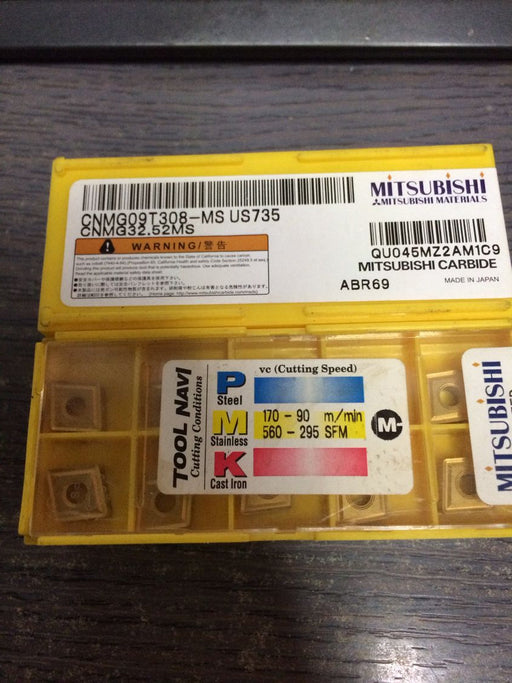 MITSUBISHI
MITSUBISHI MATERIALS
CNMG09T308-MS US735
CNMG32.52MS
WARNING/警告
QU045MZ2AM1C9
MITSUBISHI CARBIDE
ABR69
MADE IN JAPAN
TOOL NAVI
Cutting Conditions
vc (Cutting Speed)
P
Steel
M
Stainless
170 - 90 m/min
560 - 295 SFM
M-
K
Cast Iron
MITSUBISHI